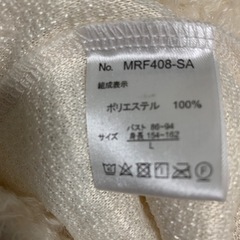 No. MRF408-SA
組成表示
ポリエステル 100%
サイズ バスト 86-94
身長 154-162
L